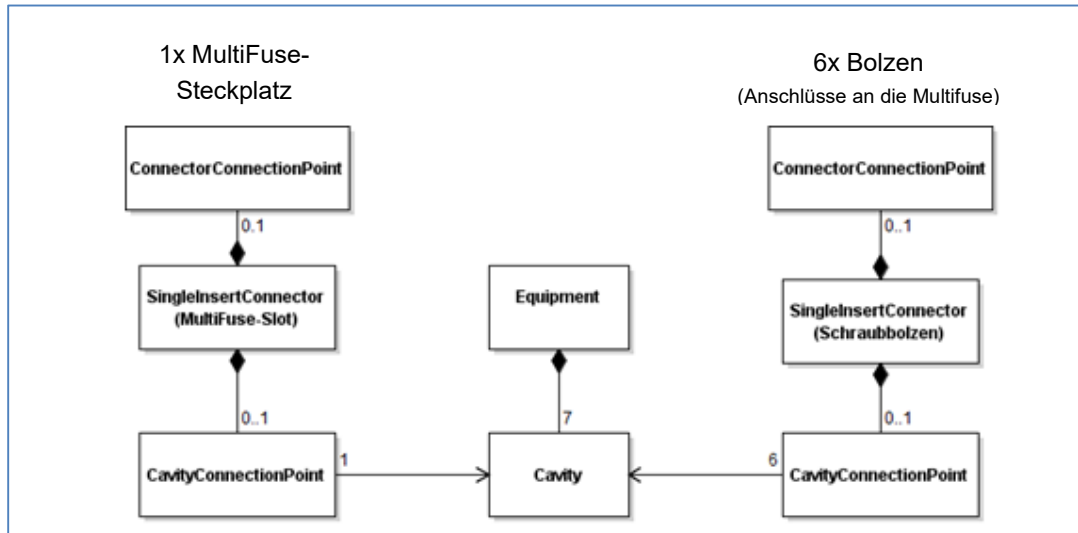 1x MultiFuse-
Steckplatz
6x Bolzen
(Anschlüsse an die Multifuse)
ConnectorConnectionPoint
ConnectorConnectionPoint
0.1
0..1
SingleInsertConnector
(MultiFuse-Slot)
Equipment
SingleInsertConnector
(Schraubbolzen)
0..1
7
0..1
CavityConnectionPoint
1
Cavity
6
CavityConnectionPoint